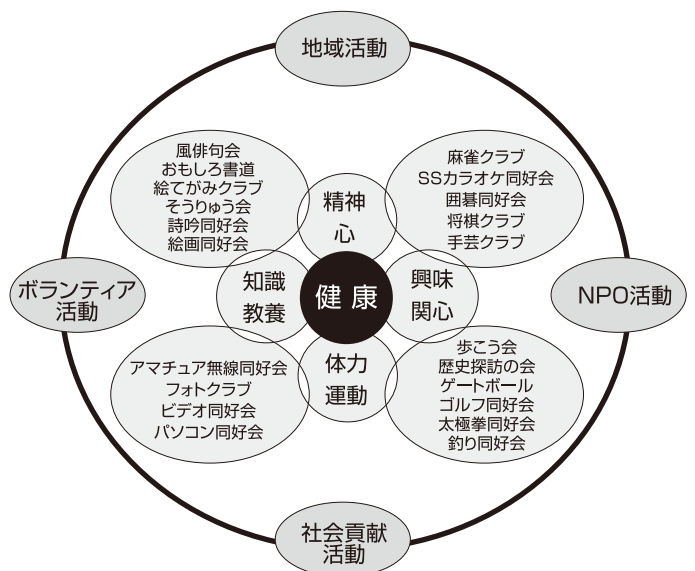 地域活動
風俳句会
おもしろ書道
絵てがみクラブ
そうりゅう会
詩吟同好会
絵画同好会
麻雀クラブ
SSカラオケ同好会
囲碁同好会
将棋クラブ
手芸クラブ
精神
心
知識
教養
健康
興味
関心
体力
運動
ボランティア
活動
NPO活動
アマチュア無線同好会
フォトクラブ
ビデオ同好会
パソコン同好会
歩こう会
歴史探訪の会
ゲートボール
ゴルフ同好会
太極拳同好会
釣り同好会
社会貢献
活動